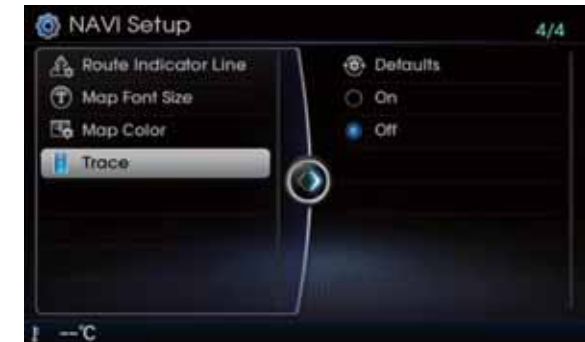 NAVI Setup
4/4
Route Indicator Line
Map Font Size
Map Color
Trace
Defaults
On
Off
--°C